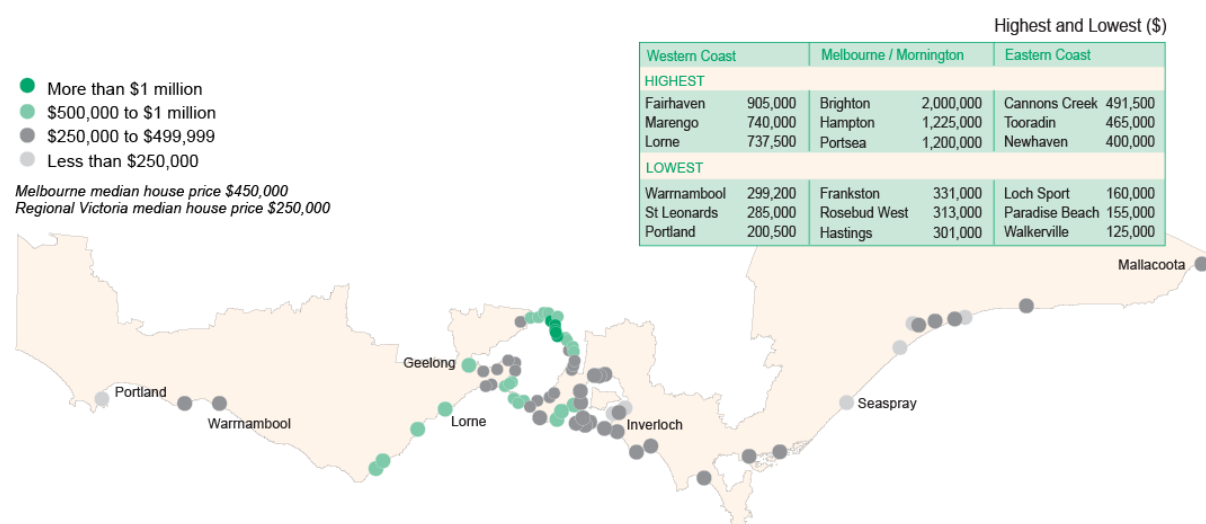 Highest and Lowest ($)
Western Coast Melbourne / Mornington Eastern Coast
HIGHEST
Fairhaven 905,000 Brighton 2,000,000 Cannons Creek 491,500
Marengo 740,000 Hampton 1,225,000 Tooradin 465,000
Lorne 737,500 Portsea 1,200,000 Newhaven 400,000
LOWEST
Warrnambool 299,200 Frankston 331,000 Loch Sport 160,000
St Leonards 285,000 Rosebud West 313,000 Paradise Beach 155,000
Portland 200,500 Hastings 301,000 Walkerville 125,000
More than $1 million
$500,000 to $1 million
$250,000 to $499,999
Less than $250,000
Melbourne median house price $450,000
Regional Victoria median house price $250,000
Mallacoota
Geelong
Portland
Seaspray
Warrnambool
Lorne
Inverloch